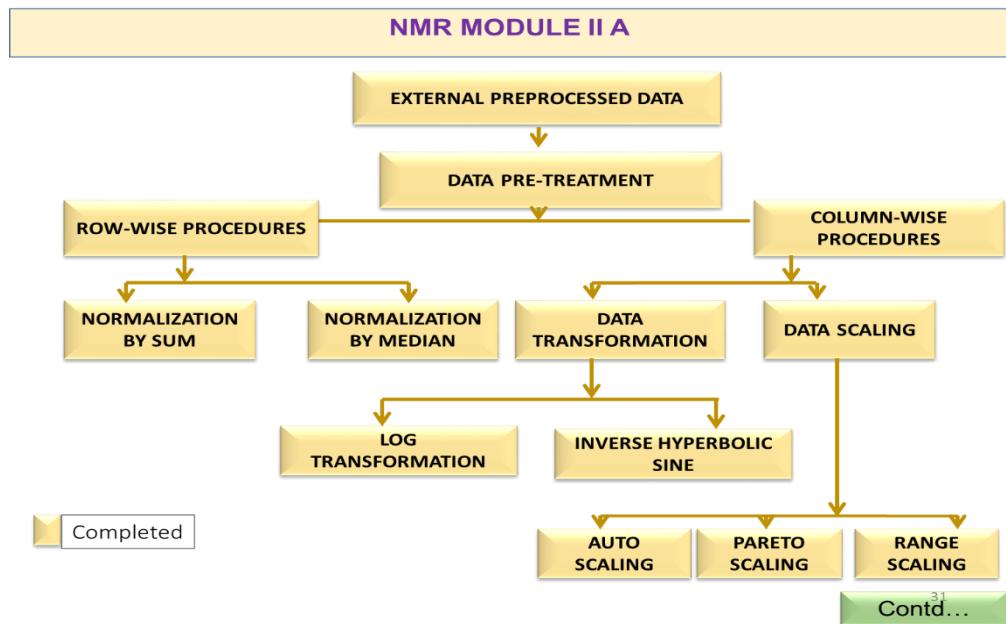 NMR MODULE II A
EXTERNAL PREPROCESSED DATA
DATA PRE-TREATMENT
ROW-WISE PROCEDURES
COLUMN-WISE
PROCEDURES
NORMALIZATION
BY SUM
NORMALIZATION
BY MEDIAN
DATA
TRANSFORMATION
DATA SCALING
LOG
TRANSFORMATION
INVERSE HYPERBOLIC
SINE
Completed
AUTO
SCALING
PARETO
SCALING
RANGE
SCALING
31
Contd...